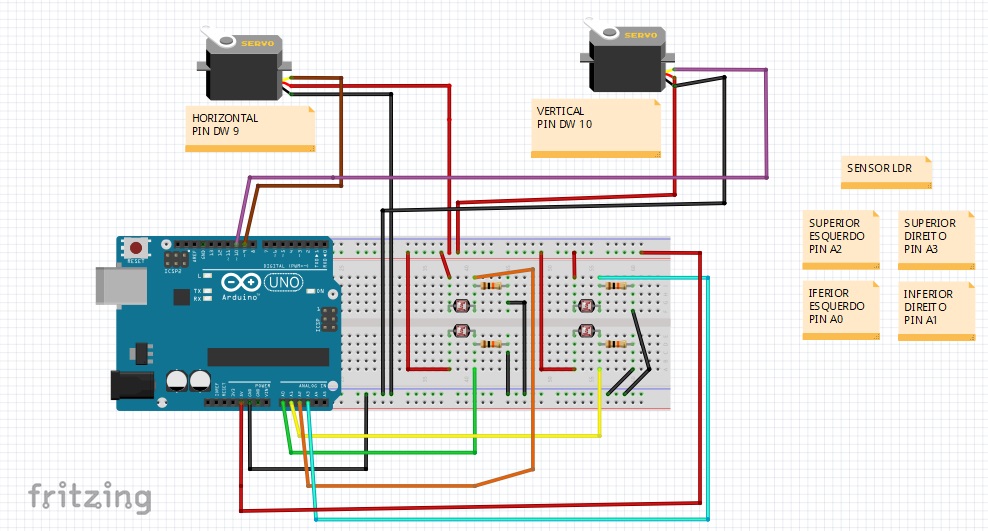 SERVO
SERVO
HORIZONTAL
PIN DW 9
VERTICAL
PIN DW 10
SENSOR LDR
SUPERIOR
ESQUERDO
PIN A2
SUPERIOR
DIREITO
PIN A3
IFERIOR
ESQUERDO
PIN A0
INFERIOR
DIREITO
PIN A1
RESET
ICSP2
L
TX
RX
AREF
GND
DIGITAL (PWM=~)
UNO
Arduino
ON
ICSP
POWER
ANALOG IN
fritzing